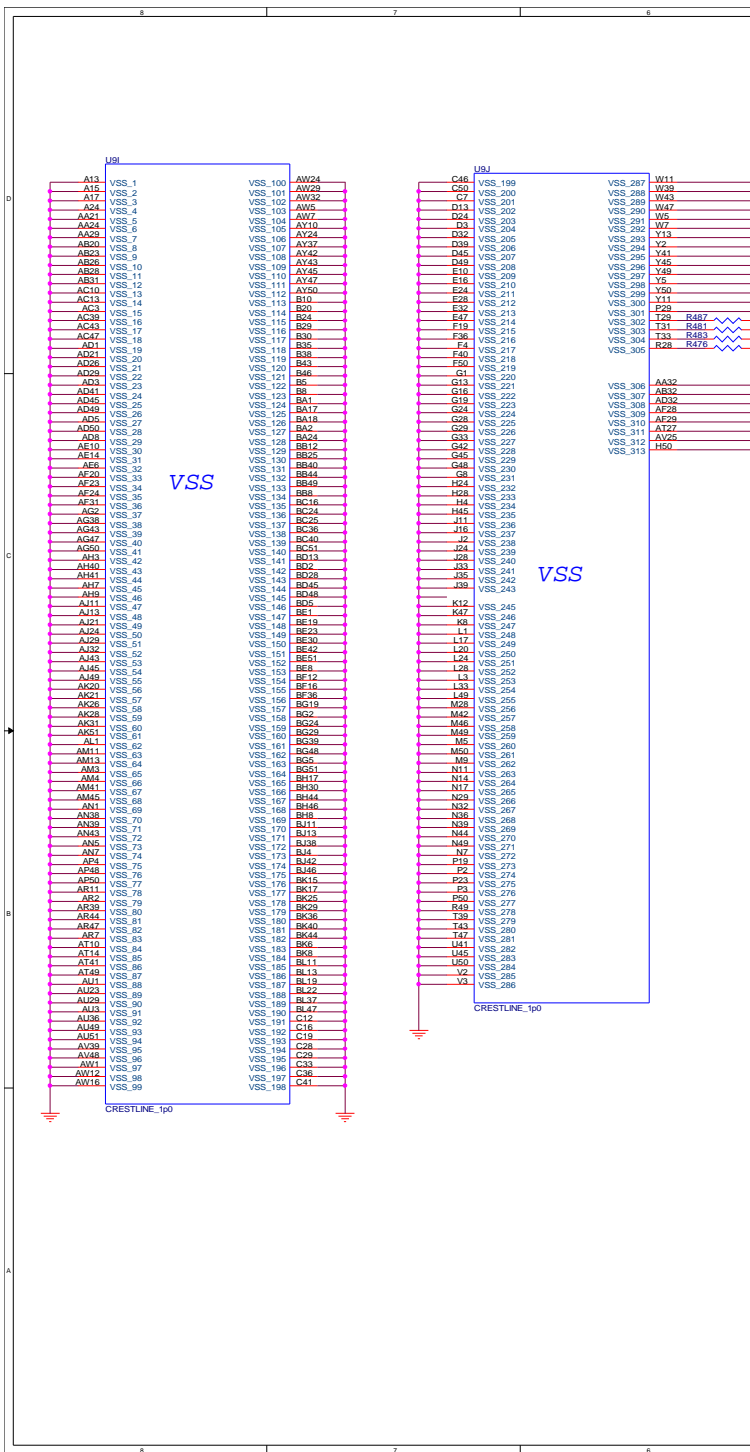 8 7 6
D
C
B
A
U9I
A13 VSS_1 VSS_100 AW24
A15 VSS_2 VSS_101 AW29
A17 VSS_3 VSS_102 AW32
A24 VSS_4 VSS_103 AW5
AA21 VSS_5 VSS_104 AW7
AA24 VSS_6 VSS_105 AY10
AA29 VSS_7 VSS_106 AY24
AB20 VSS_8 VSS_107 AY37
AB23 VSS_9 VSS_108 AY42
AB26 VSS_10 VSS_109 AY43
AB28 VSS_11 VSS_110 AY45
AB31 VSS_12 VSS_111 AY47
AC10 VSS_13 VSS_112 AY50
AC13 VSS_14 VSS_113 B10
AC3 VSS_15 VSS_114 B20
AC39 VSS_16 VSS_115 B24
AC43 VSS_17 VSS_116 B29
AC47 VSS_18 VSS_117 B30
AD1 VSS_19 VSS_118 B35
AD21 VSS_20 VSS_119 B38
AD26 VSS_21 VSS_120 B43
AD29 VSS_22 VSS_121 B46
AD3 VSS_23 VSS_122 B5
AD41 VSS_24 VSS_123 B8
AD45 VSS_25 VSS_124 BA1
AD49 VSS_26 VSS_125 BA17
AD5 VSS_27 VSS_126 BA18
AD50 VSS_28 VSS_127 BA2
AD8 VSS_29 VSS_128 BA24
AE10 VSS_30 VSS_129 BB12
AE14 VSS_31 VSS_130 BB25
AE6 VSS_32 VSS_131 BB40
AF20 VSS_33 VSS_132 BB44
AF23 VSS_34 VSS_133 BB49
AF24 VSS_35 VSS_134 BB8
AF31 VSS_36 VSS_135 BC16
AG2 VSS_37 VSS_136 BC24
AG38 VSS_38 VSS_137 BC25
AG43 VSS_39 VSS_138 BC36
AG47 VSS_40 VSS_139 BC40
AG50 VSS_41 VSS_140 BC51
AH3 VSS_42 VSS_141 BD13
AH40 VSS_43 VSS_142 BD2
AH41 VSS_44 VSS_143 BD28
AH7 VSS_45 VSS_144 BD45
AH9 VSS_46 VSS_145 BD48
AJ11 VSS_47 VSS_146 BD5
AJ13 VSS_48 VSS_147 BE1
AJ21 VSS_49 VSS_148 BE19
AJ24 VSS_50 VSS_149 BE23
AJ29 VSS_51 VSS_150 BE30
AJ32 VSS_52 VSS_151 BE42
AJ43 VSS_53 VSS_152 BE51
AJ45 VSS_54 VSS_153 BE8
AJ49 VSS_55 VSS_154 BF12
AK20 VSS_56 VSS_155 BF16
AK21 VSS_57 VSS_156 BF36
AK26 VSS_58 VSS_157 BG19
AK28 VSS_59 VSS_158 BG2
AK31 VSS_60 VSS_159 BG24
AK51 VSS_61 VSS_160 BG29
AL1 VSS_62 VSS_161 BG39
AM11 VSS_63 VSS_162 BG48
AM13 VSS_64 VSS_163 BG5
AM3 VSS_65 VSS_164 BG51
AM4 VSS_66 VSS_165 BH17
AM41 VSS_67 VSS_166 BH30
AM45 VSS_68 VSS_167 BH44
AN1 VSS_69 VSS_168 BH46
AN38 VSS_70 VSS_169 BH8
AN39 VSS_71 VSS_170 BJ11
AN43 VSS_72 VSS_171 BJ13
AN5 VSS_73 VSS_172 BJ38
AN7 VSS_74 VSS_173 BJ4
AP4 VSS_75 VSS_174 BJ42
AP48 VSS_76 VSS_175 BJ46
AP50 VSS_77 VSS_176 BK15
AR11 VSS_78 VSS_177 BK17
AR2 VSS_79 VSS_178 BK25
AR39 VSS_80 VSS_179 BK29
AR44 VSS_81 VSS_180 BK36
AR47 VSS_82 VSS_181 BK40
AR7 VSS_83 VSS_182 BK44
AT10 VSS_84 VSS_183 BK6
AT14 VSS_85 VSS_184 BK8
AT41 VSS_86 VSS_185 BL11
AT49 VSS_87 VSS_186 BL13
AU1 VSS_88 VSS_187 BL19
AU23 VSS_89 VSS_188 BL22
AU29 VSS_90 VSS_189 BL37
AU3 VSS_91 VSS_190 BL47
AU36 VSS_92 VSS_191 C12
AU49 VSS_93 VSS_192 C16
AU51 VSS_94 VSS_193 C19
AV39 VSS_95 VSS_194 C28
AV48 VSS_96 VSS_195 C29
AW1 VSS_97 VSS_196 C33
AW12 VSS_98 VSS_197 C36
AW16 VSS_99 VSS_198 C41
VSS
CRESTLINE_1p0
U9J
C46 VSS_199 VSS_287 W11
C50 VSS_200 VSS_288 W39
C7 VSS_201 VSS_289 W43
D13 VSS_202 VSS_290 W47
D24 VSS_203 VSS_291 W5
D3 VSS_204 VSS_292 W7
D32 VSS_205 VSS_293 Y13
D39 VSS_206 VSS_294 Y2
D45 VSS_207 VSS_295 Y41
D49 VSS_208 VSS_296 Y45
E10 VSS_209 VSS_297 Y49
E16 VSS_210 VSS_298 Y5
E24 VSS_211 VSS_299 Y50
E28 VSS_212 VSS_300 Y11
E32 VSS_213 VSS_301 P29
E47 VSS_214 VSS_302 T29 R487
F19 VSS_215 VSS_303 T31 R481
F36 VSS_216 VSS_304 T33 R483
F4 VSS_217 VSS_305 R28 R476
F40 VSS_218
F50 VSS_219
G1 VSS_220
G13 VSS_221 VSS_306 AA32
G16 VSS_222 VSS_307 AB32
G19 VSS_223 VSS_308 AD32
G24 VSS_224 VSS_309 AF28
G28 VSS_225 VSS_310 AF29
G29 VSS_226 VSS_311 AT27
G33 VSS_227 VSS_312 AV25
G42 VSS_228 VSS_313 H50
G45 VSS_229
G48 VSS_230
G8 VSS_231
H24 VSS_232
H28 VSS_233
H4 VSS_234
H45 VSS_235
J11 VSS_236
J16 VSS_237
J2 VSS_238
J24 VSS_239
J28 VSS_240
J33 VSS_241
J35 VSS_242
J39 VSS_243
K12 VSS_245
K47 VSS_246
K8 VSS_247
L1 VSS_248
L17 VSS_249
L20 VSS_250
L24 VSS_251
L28 VSS_252
L3 VSS_253
L33 VSS_254
L49 VSS_255
M28 VSS_256
M42 VSS_257
M46 VSS_258
M49 VSS_259
M5 VSS_260
M50 VSS_261
M9 VSS_262
N11 VSS_263
N14 VSS_264
N17 VSS_265
N29 VSS_266
N32 VSS_267
N36 VSS_268
N39 VSS_269
N44 VSS_270
N49 VSS_271
N7 VSS_272
P19 VSS_273
P2 VSS_274
P23 VSS_275
P3 VSS_276
P50 VSS_277
R49 VSS_278
T39 VSS_279
T43 VSS_280
T47 VSS_281
U41 VSS_282
U45 VSS_283
U50 VSS_284
V2 VSS_285
V3 VSS_286
VSS
CRESTLINE_1p0
8 7 6